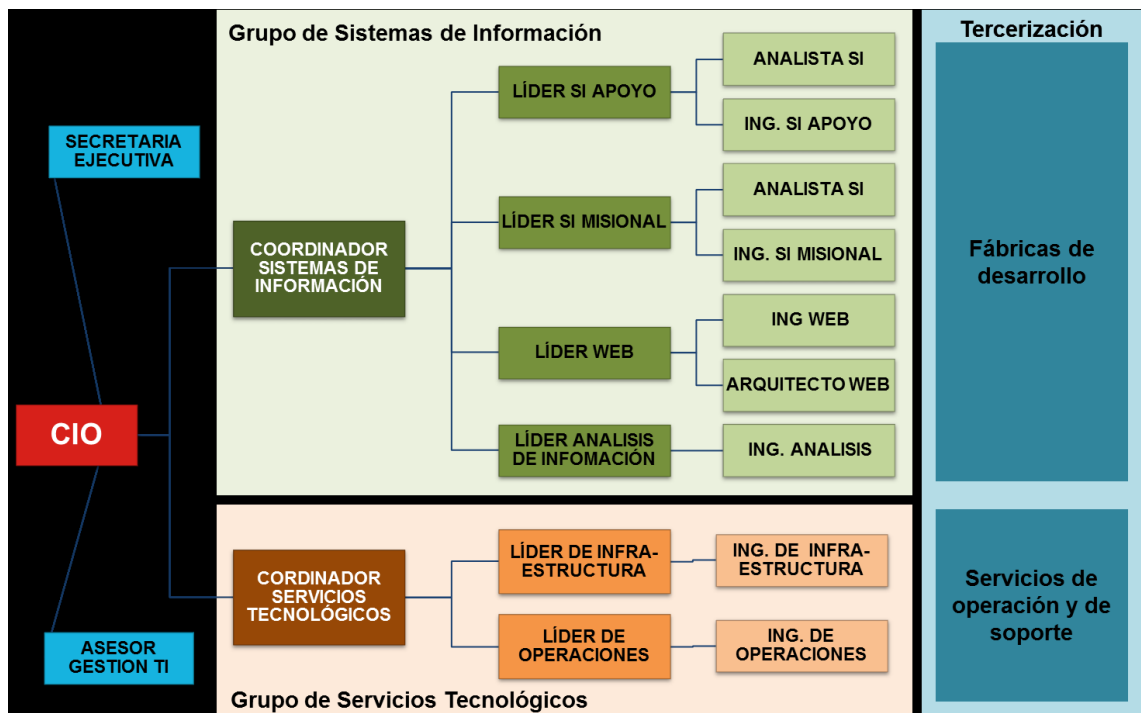 Grupo de Sistemas de Información
Tercerización
SECRETARIA
EJECUTIVA
CIO
ASESOR
GESTION TI
COORDINADOR
SISTEMAS DE
INFORMACIÓN
LÍDER SI APOYO
ANALISTA SI
ING. SI APOYO
LÍDER SI MISIONAL
ANALISTA SI
ING. SI MISIONAL
LÍDER WEB
ING WEB
ARQUITECTO WEB
LÍDER ANALISIS
DE INFOMACIÓN
ING. ANALISIS
Fábricas de
desarrollo
CORDINADOR
SERVICIOS
TECNOLÓGICOS
LÍDER DE INFRA-
ESTRUCTURA
ING. DE INFRA-
ESTRUCTURA
LÍDER DE
OPERACIONES
ING. DE
OPERACIONES
Servicios de
operación y de
soporte
Grupo de Servicios Tecnológicos